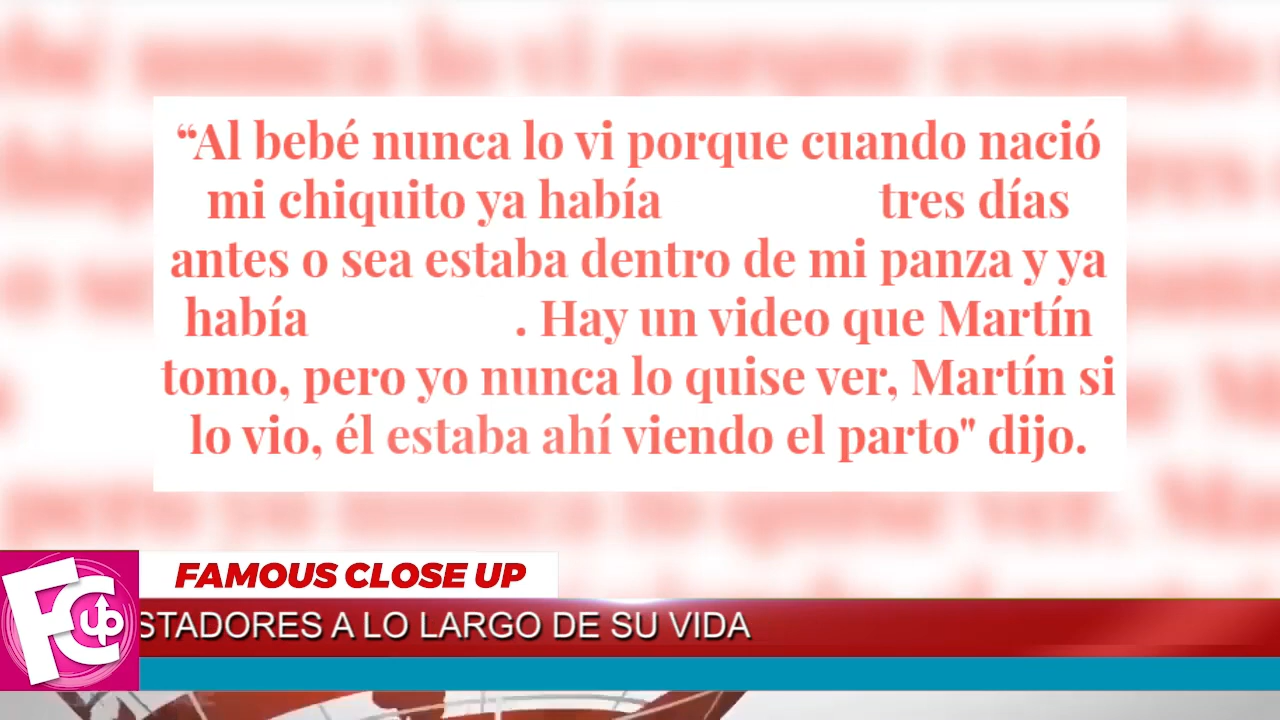 “Al bebé nunca lo vi porque cuando nació
mi chiquito ya había tres días
antes o sea estaba dentro de mi panza y ya
había . Hay un video que Martín
tomo, pero yo nunca lo quise ver, Martín si
lo vio, él estaba ahí viendo el parto" dijo.
FAMOUS CLOSE UP
STADORES A LO LARGO DE SU VIDA
FC UP